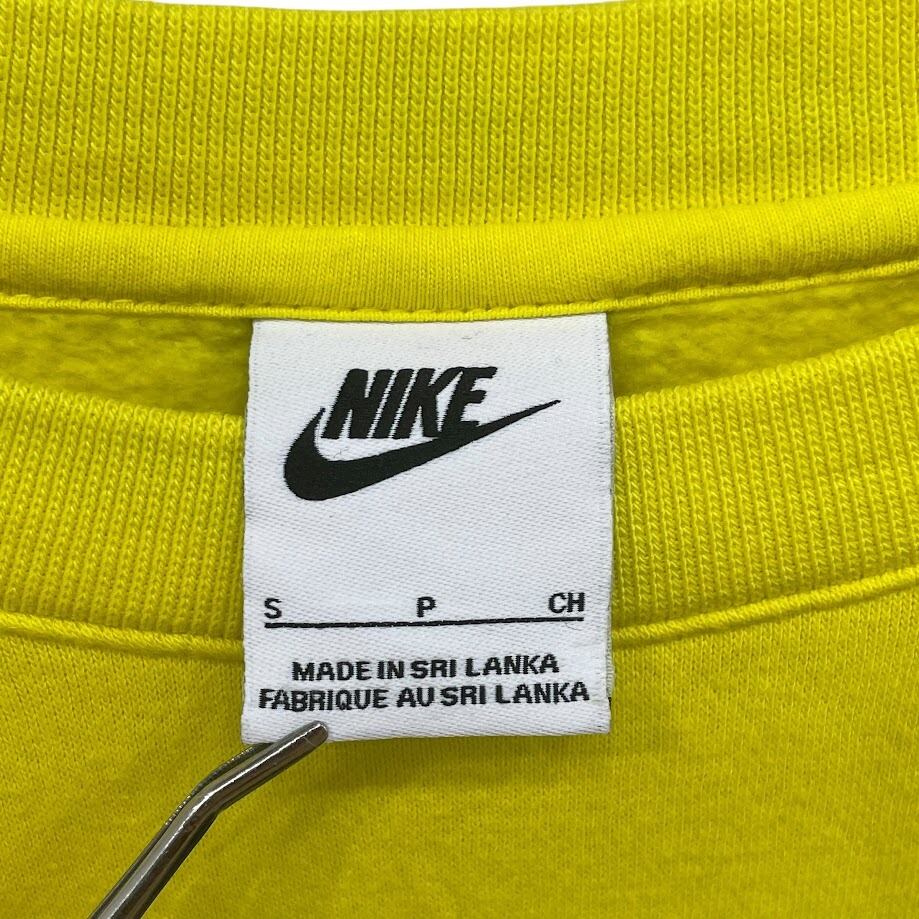 NIKE
S P CH
MADE IN SRI LANKA
FABRIQUE AU SRI LANKA